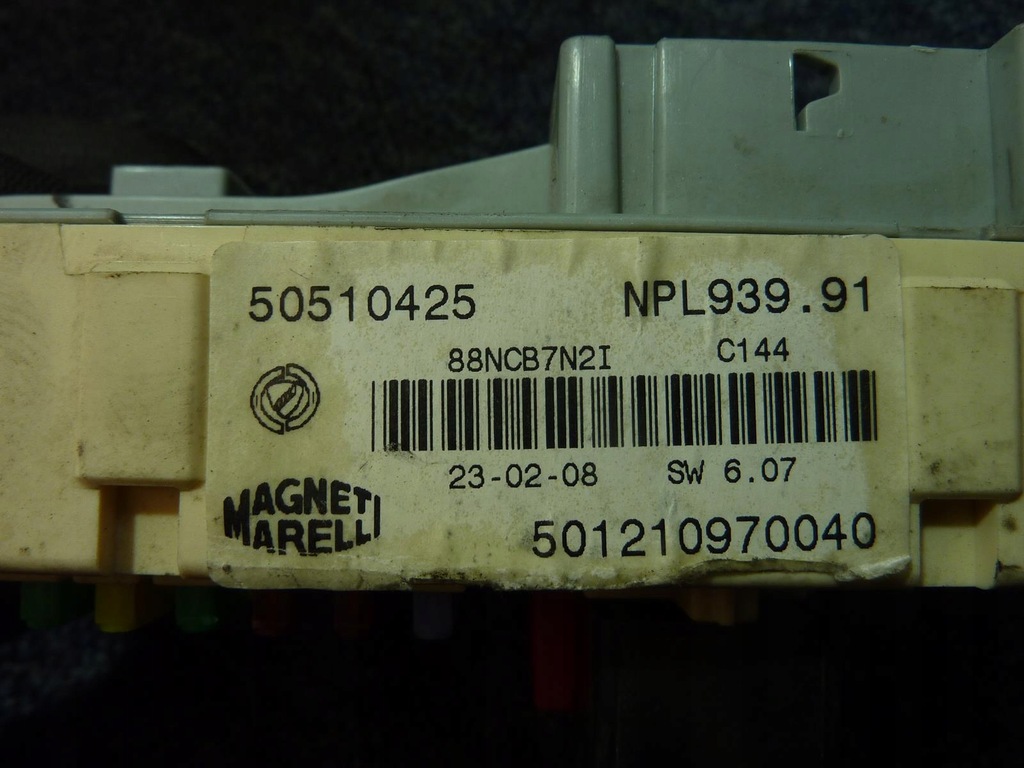 50510425 NPL939.91
88NCB7N2I C144
23-02-08 SW 6.07
MAGNETI
MARELLI
501210970040